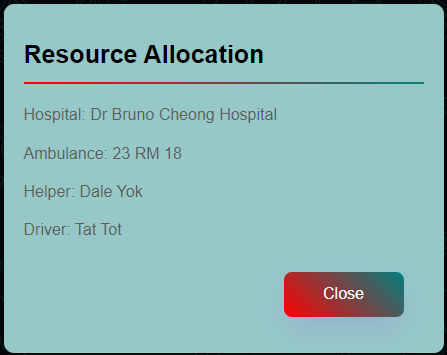 Resource Allocation
Hospital: Dr Bruno Cheong Hospital
Ambulance: 23 RM 18
Helper: Dale Yok
Driver: Tat Tot
Close